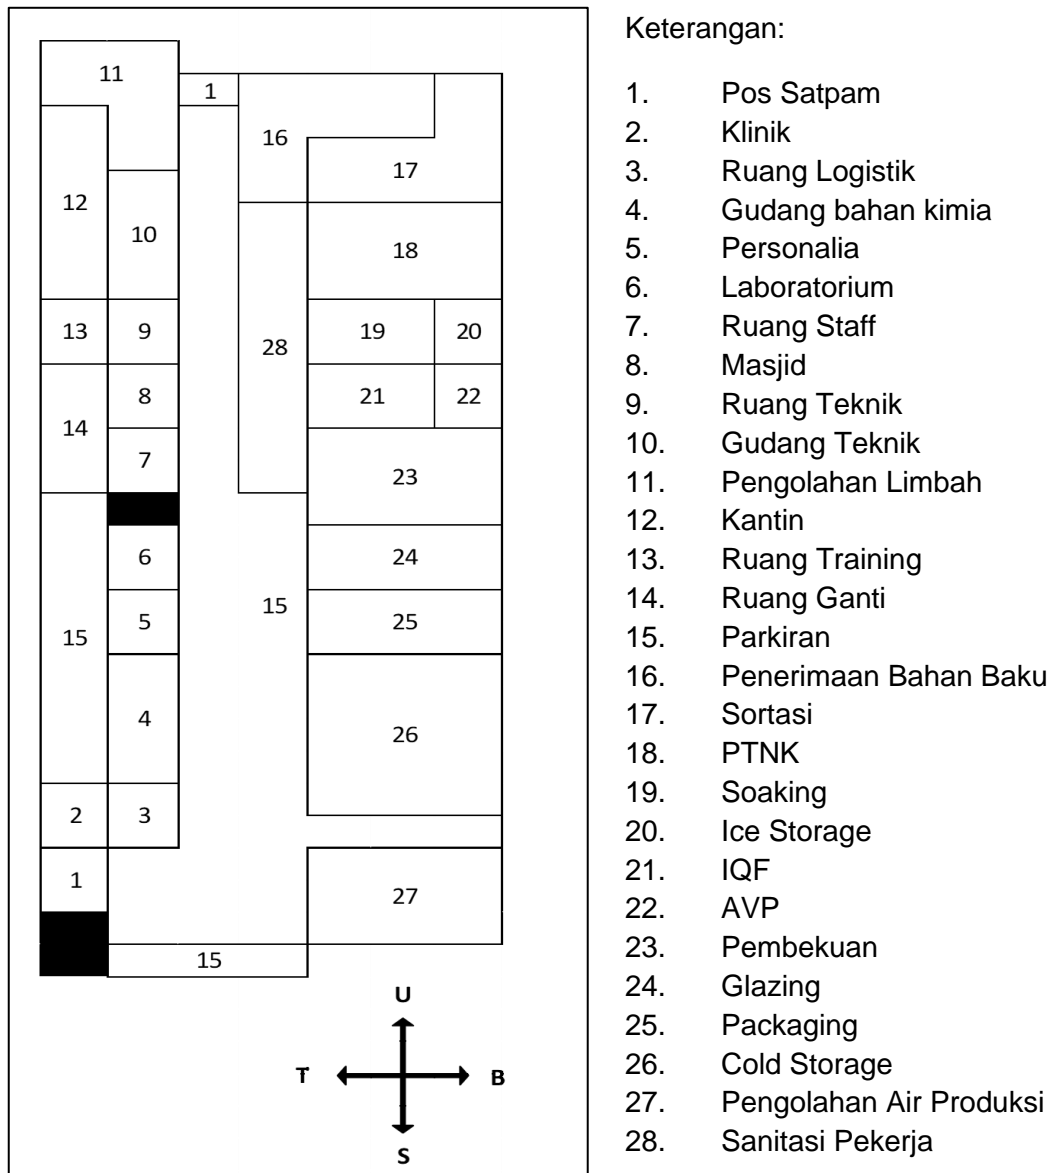 11
1
16
17
12
10
18
13
9
19
20
28
8
21
22
14
7
23
6
24
15
5
15
25
4
26
2
3
1
27
15
U
T
B
S
Keterangan:
1. Pos Satpam
2. Klinik
3. Ruang Logistik
4. Gudang bahan kimia
5. Personalia
6. Laboratorium
7. Ruang Staff
8. Masjid
9. Ruang Teknik
10. Gudang Teknik
11. Pengolahan Limbah
12. Kantin
13. Ruang Training
14. Ruang Ganti
15. Parkiran
16. Penerimaan Bahan Baku
17. Sortasi
18. PTNK
19. Soaking
20. Ice Storage
21. IQF
22. AVP
23. Pembekuan
24. Glazing
25. Packaging
26. Cold Storage
27. Pengolahan Air Produksi
28. Sanitasi Pekerja